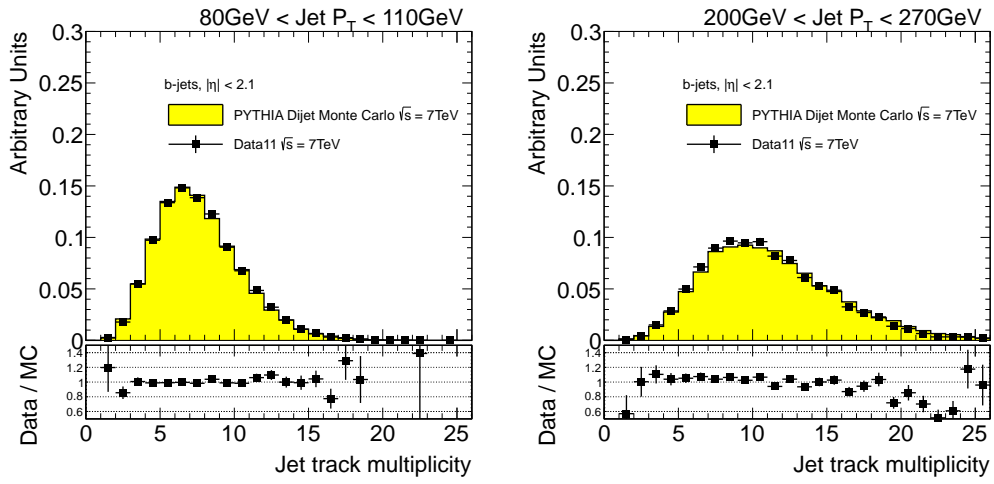 80GeV < Jet P_T < 110GeV
Arbitrary Units
0.3
0.25
0.2
0.15
0.1
0.05
0
b-jets, |η| < 2.1
PYTHIA Dijet Monte Carlo √s = 7TeV
Data11 √s = 7TeV
Data / MC
1.4
1.2
1
0.8
0.6
0 5 10 15 20 25
Jet track multiplicity
200GeV < Jet P_T < 270GeV
Arbitrary Units
0.3
0.25
0.2
0.15
0.1
0.05
0
b-jets, |η| < 2.1
PYTHIA Dijet Monte Carlo √s = 7TeV
Data11 √s = 7TeV
Data / MC
1.4
1.2
1
0.8
0.6
0 5 10 15 20 25
Jet track multiplicity